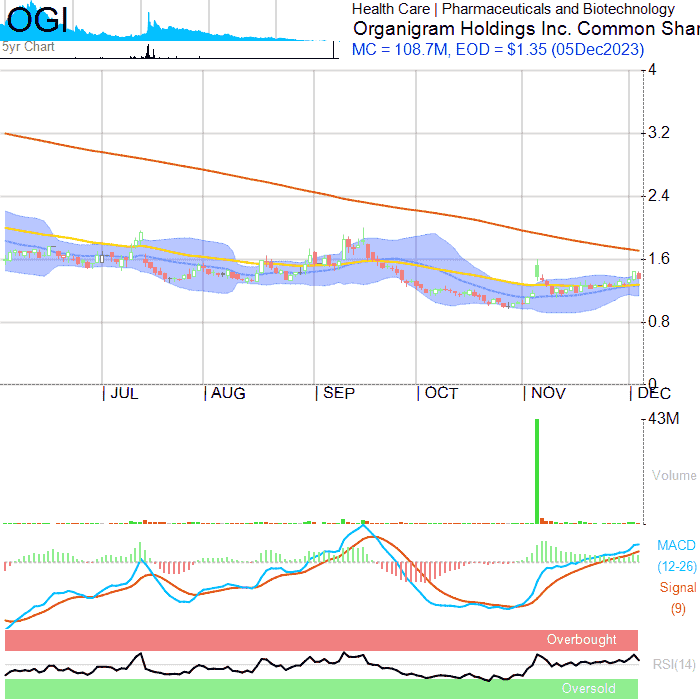 OGI
5yr Chart
Health Care | Pharmaceuticals and Biotechnology
Organigram Holdings Inc. Common Shar
MC = 108.7M, EOD = $1.35 (05Dec2023)
4
3.2
2.4
1.6
0.8
0
JUL AUG SEP OCT NOV DEC
43M
Volume
MACD
(12-26)
Signal
(9)
Overbought
RSI(14)
Oversold